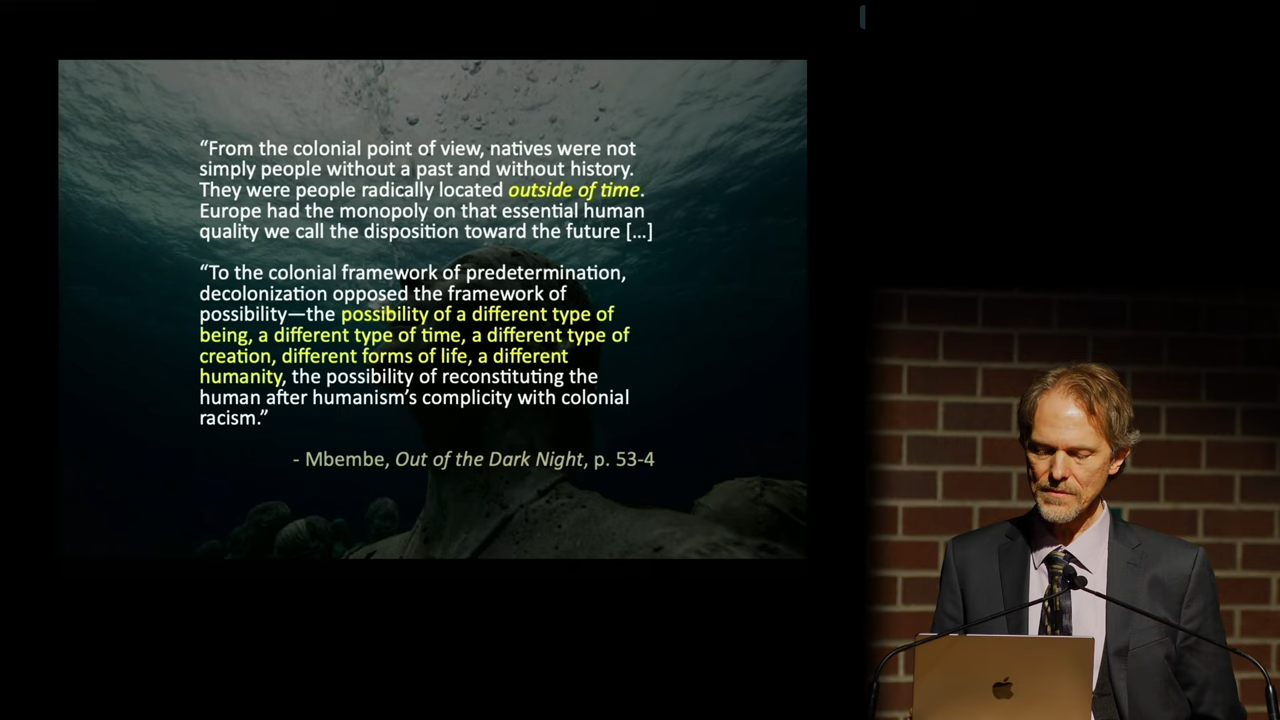 “From the colonial point of view, natives were not
simply people without a past and without history.
They were people radically located outside of time.
Europe had the monopoly on that essential human
quality we call the disposition toward the future […]
“To the colonial framework of predetermination,
decolonization opposed the framework of
possibility—the possibility of a different type of
being, a different type of time, a different type of
creation, different forms of life, a different
humanity, the possibility of reconstituting the
human after humanism’s complicity with colonial
racism.”
- Mbembe, Out of the Dark Night, p. 53-4